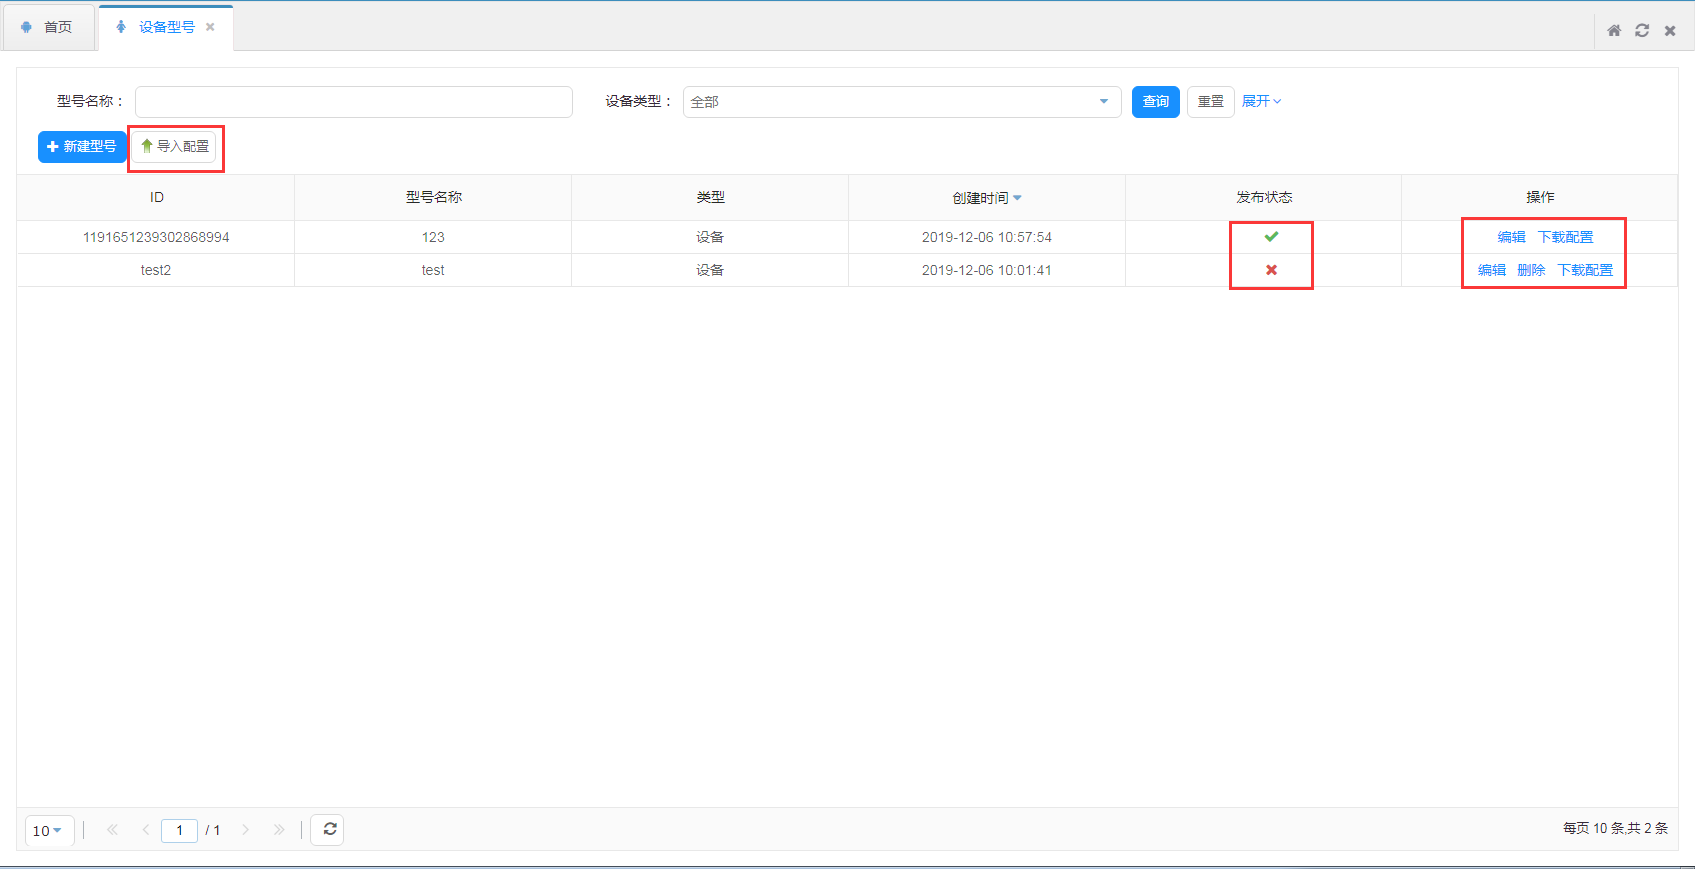 首页 设备型号
型号名称： 设备类型： 全部 查询 重置 展开
新建型号 导入配置
ID 型号名称 类型 创建时间 发布状态 操作
1191651239302868994 123 设备 2019-12-06 10:57:54 编辑 下载配置
test2 test 设备 2019-12-06 10:01:41 编辑 删除 下载配置
10 1 / 1 每页 10 条,共 2 条